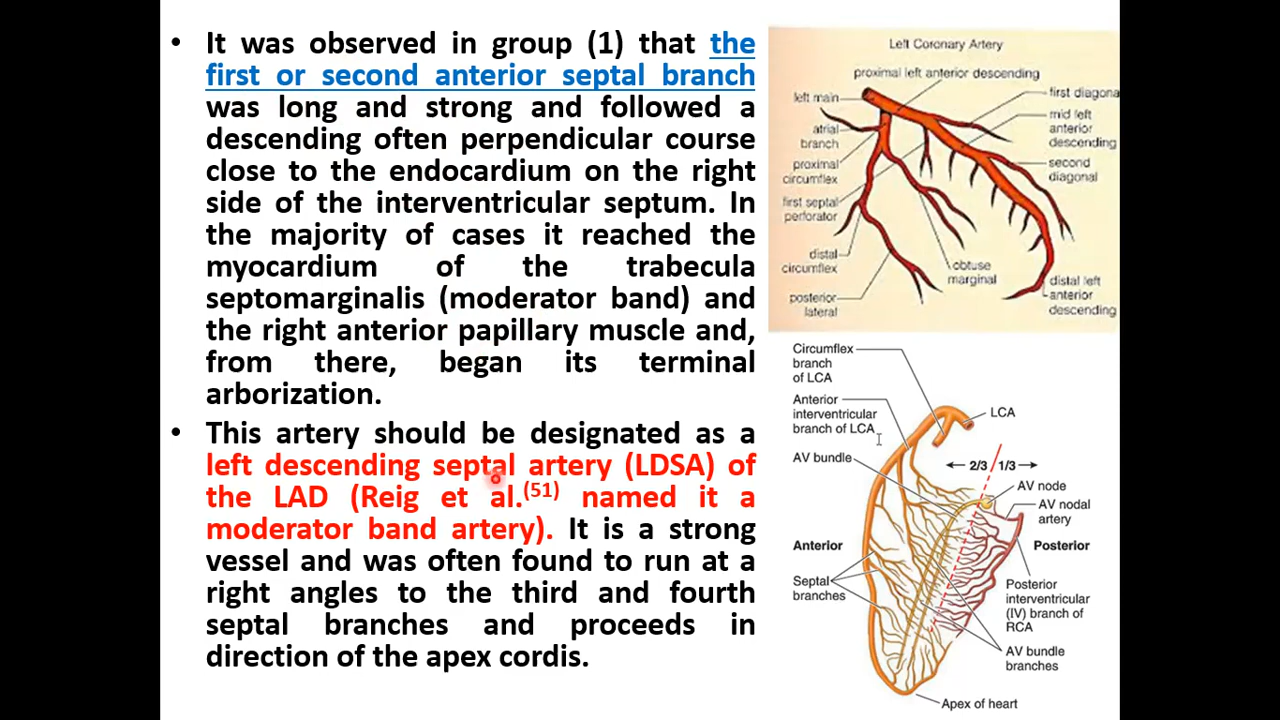 • It was observed in group (1) that the
first or second anterior septal branch
was long and strong and followed a
descending often perpendicular course
close to the endocardium on the right
side of the interventricular septum. In
the majority of cases it reached the
myocardium of the trabecula
septomarginalis (moderator band) and
the right anterior papillary muscle and,
from there, began its terminal
arborization.
• This artery should be designated as a
left descending septal artery (LDSA) of
the LAD (Reig et al.(51) named it a
moderator band artery). It is a strong
vessel and was often found to run at a
right angles to the third and fourth
septal branches and proceeds in
direction of the apex cordis.
Left Coronary Artery
proximal left anterior descending
left main
first diagona
mid left
anterior
descending
atrial
branch
proximal
circumflex
second
diagonal
first septal
perforator
distal
circumflex
obtuse
marginal
posterior
lateral
distal left
anterior
descending
Circumflex
branch
of LCA
Anterior
interventricular
branch of LCA
LCA
AV bundle
2/3 1/3
AV node
AV nodal
artery
Anterior
Posterior
Septal
branches
Posterior
interventricular
(IV) branch of
RCA
AV bundle
branches
Apex of heart